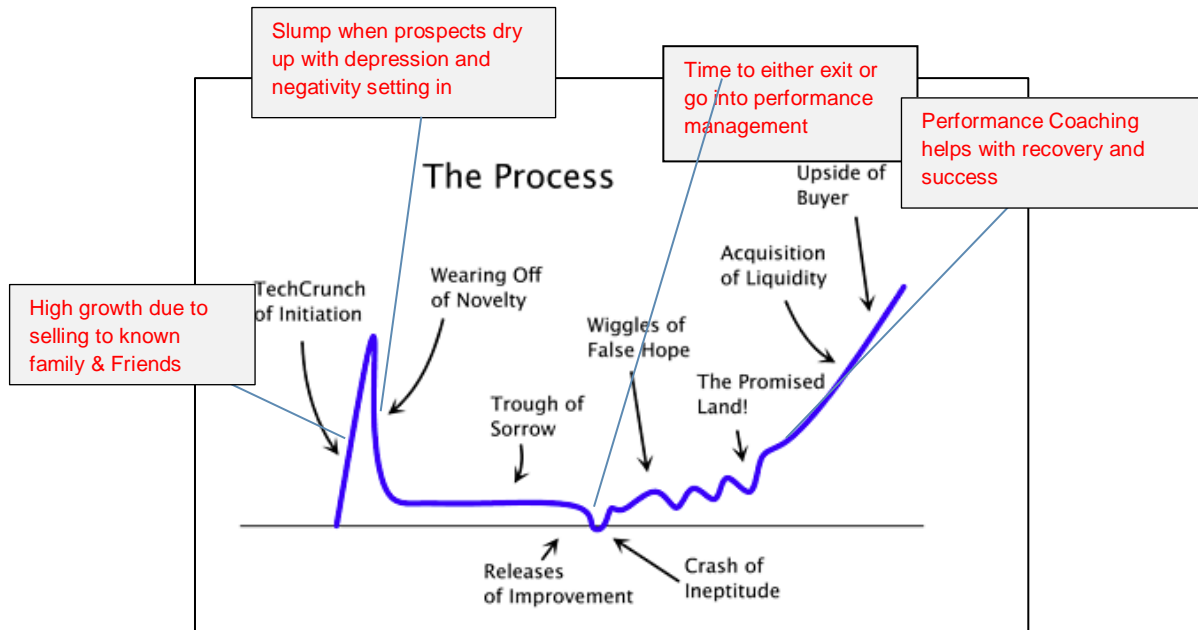 Slump when prospects dry
up with depression and
negativity setting in
Time to either exit or
go into performance
management
Performance Coaching
helps with recovery and
success
The Process
Upside of
Buyer
Acquisition
of Liquidity
Wearing Off
of Novelty
TechCrunch
of Initiation
High growth due to
selling to known
family & Friends
Wiggles of
False Hope
The Promised
Land!
Trough of
Sorrow
Releases
of Improvement
Crash of
Ineptitude